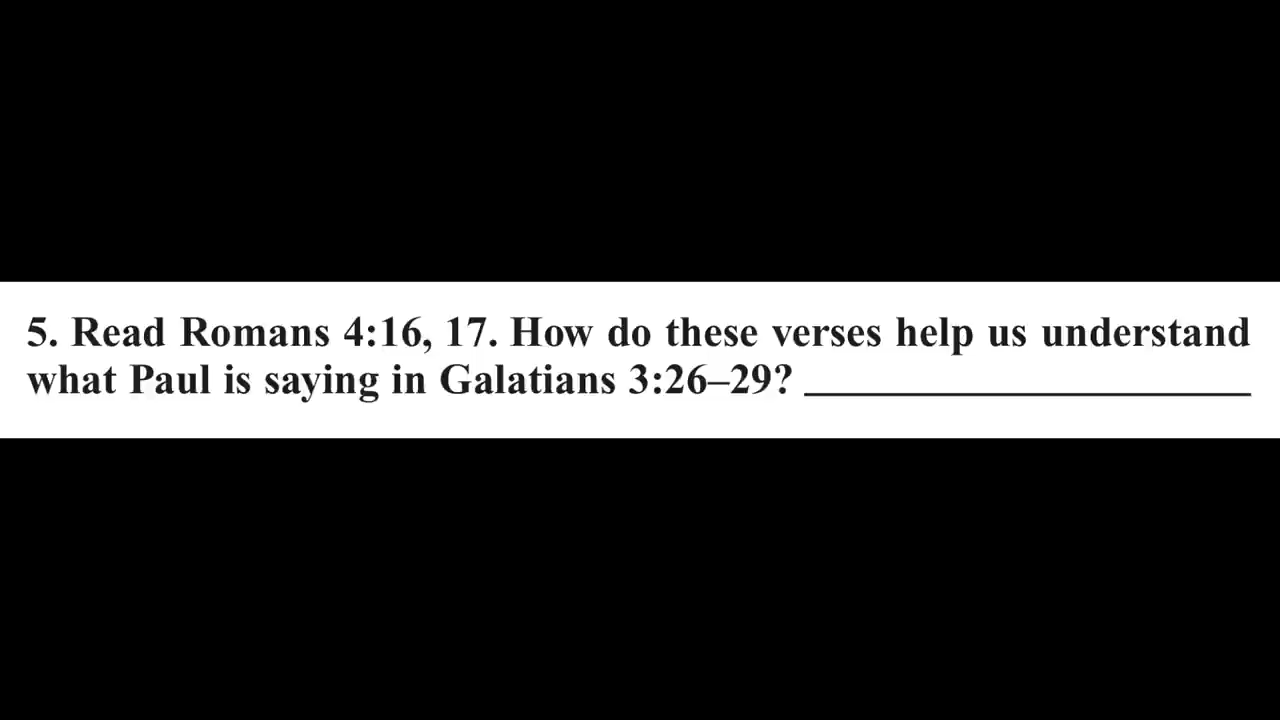 5. Read Romans 4:16, 17. How do these verses help us understand
what Paul is saying in Galatians 3:26–29? ____________________